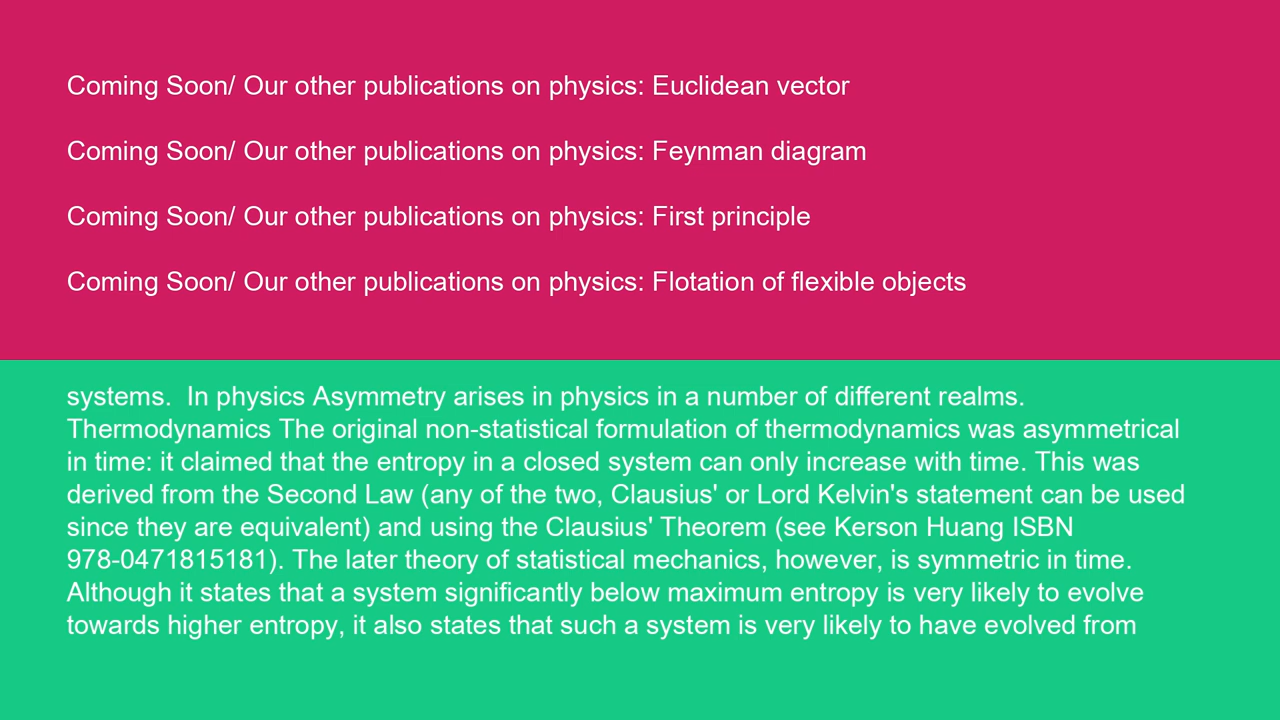 Coming Soon/ Our other publications on physics: Euclidean vector
Coming Soon/ Our other publications on physics: Feynman diagram
Coming Soon/ Our other publications on physics: First principle
Coming Soon/ Our other publications on physics: Flotation of flexible objects
systems.  In physics Asymmetry arises in physics in a number of different realms.
Thermodynamics The original non-statistical formulation of thermodynamics was asymmetrical
in time: it claimed that the entropy in a closed system can only increase with time. This was
derived from the Second Law (any of the two, Clausius' or Lord Kelvin's statement can be used
since they are equivalent) and using the Clausius' Theorem (see Kerson Huang ISBN
978-0471815181). The later theory of statistical mechanics, however, is symmetric in time.
Although it states that a system significantly below maximum entropy is very likely to evolve
towards higher entropy, it also states that such a system is very likely to have evolved from